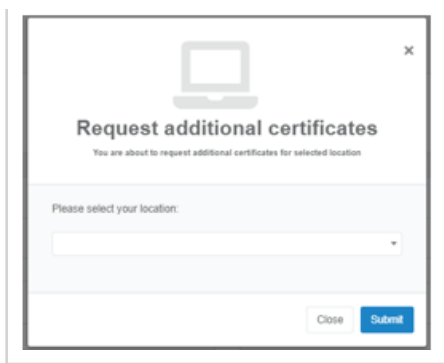 ×
Request additional certificates
You are about to request additional certificates for selected location
Please select your location:
Close Submit